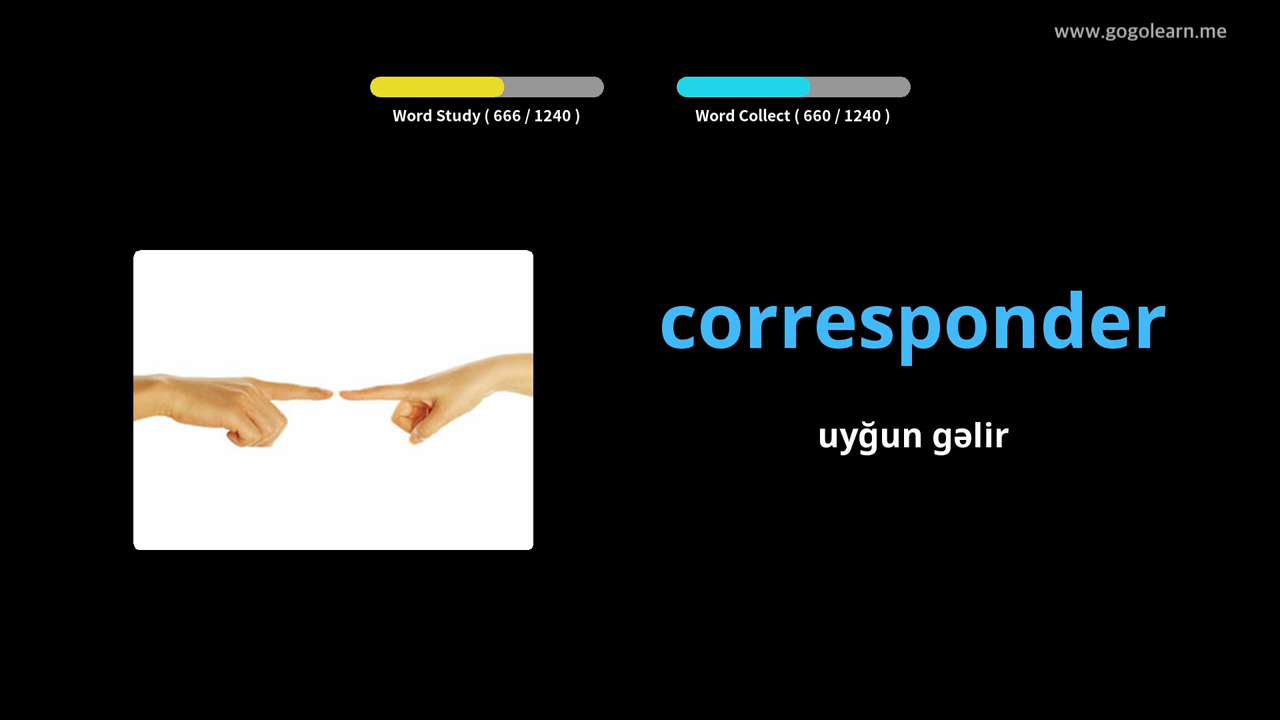 www.gogolearn.me
Word Study ( 666 / 1240 )
Word Collect ( 660 / 1240 )
corresponder
uyğun gəlir